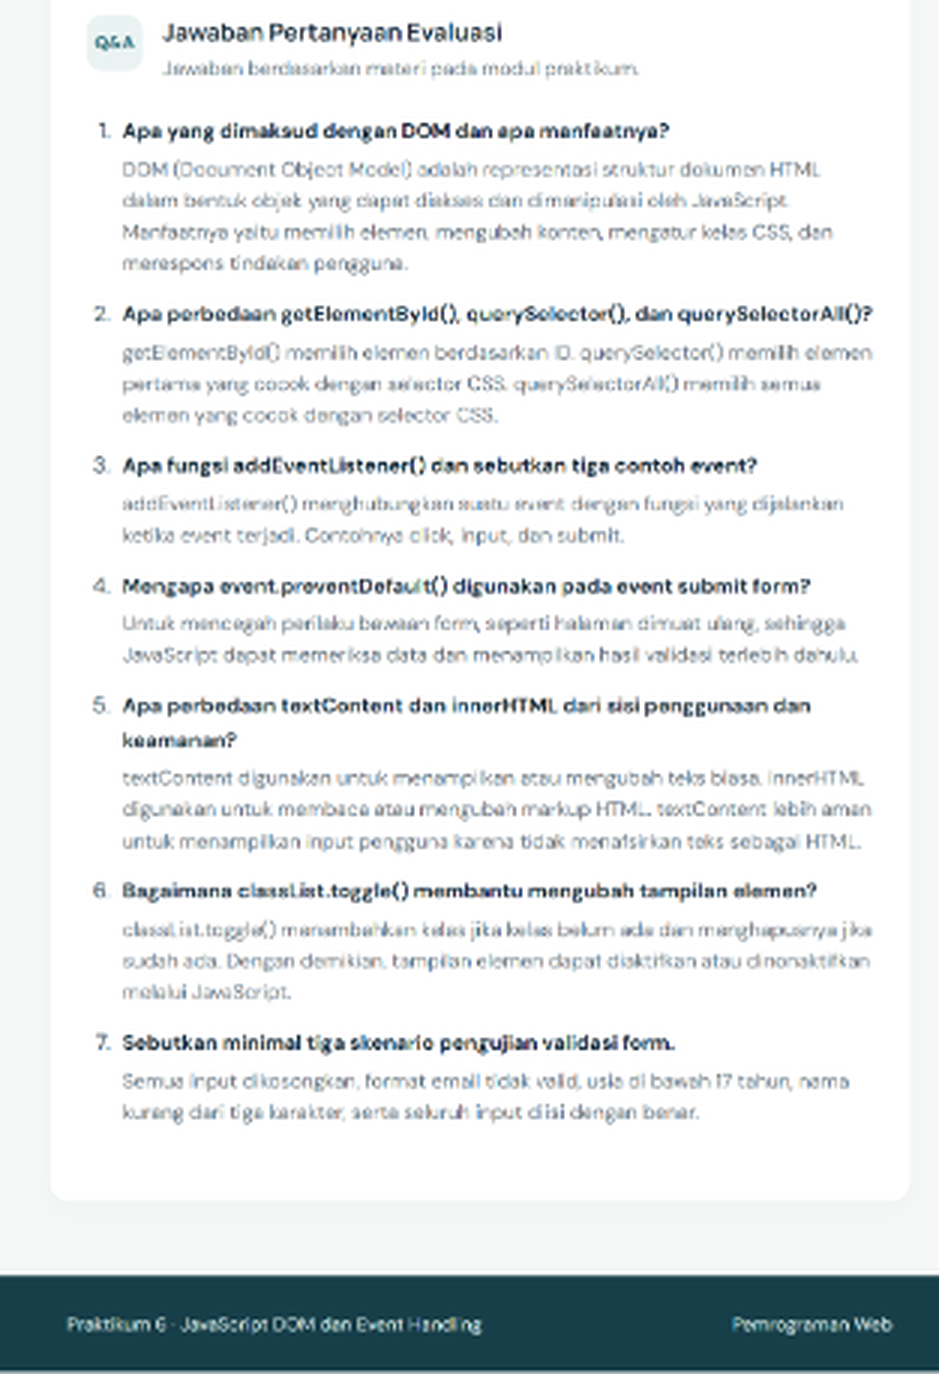 Q&A
Jawaban Pertanyaan Evaluasi
Jawaban berdasarkan materi pada modul praktikum.
1. Apa yang dimaksud dengan DOM dan apa manfaatnya?
DOM (Document Object Model) adalah representasi struktur dokumen HTML
dalam bentuk objek yang dapat diakses dan dimanipulasi oleh JavaScript.
Manfaatnya yaitu memilih elemen, mengubah konten, mengatur kelas CSS, dan
merespons tindakan pengguna.
2. Apa perbedaan getElementById(), querySelector(), dan querySelectorAll()?
getElementById() memilih elemen berdasarkan ID. querySelector() memilih elemen
pertama yang cocok dengan selector CSS. querySelectorAll() memilih semua
elemen yang cocok dengan selector CSS.
3. Apa fungsi addEventListener() dan sebutkan tiga contoh event?
addEventListener() menghubungkan suatu event dengan fungsi yang dijalankan
ketika event terjadi. Contohnya click, input, dan submit.
4. Mengapa event.preventDefault() digunakan pada event submit form?
Untuk mencegah perilaku bawaan form, seperti halaman dimuat ulang, sehingga
JavaScript dapat memeriksa data dan menampilkan hasil validasi terlebih dahulu.
5. Apa perbedaan textContent dan innerHTML dari sisi penggunaan dan
keamanan?
textContent digunakan untuk menampilkan atau mengubah teks biasa. innerHTML
digunakan untuk membaca atau mengubah markup HTML. textContent lebih aman
untuk menampilkan input pengguna karena tidak menafsirkan teks sebagai HTML.
6. Bagaimana classList.toggle() membantu mengubah tampilan elemen?
classList.toggle() menambahkan kelas jika kelas belum ada dan menghapusnya jika
sudah ada. Dengan demikian, tampilan elemen dapat diaktifkan atau dinonaktifkan
melalui JavaScript.
7. Sebutkan minimal tiga skenario pengujian validasi form.
Semua input dikosongkan, format email tidak valid, usia di bawah 17 tahun, nama
kurang dari tiga karakter, serta seluruh input diisi dengan benar.
Praktikum 6 · JavaScript DOM dan Event Handling
Pemrograman Web